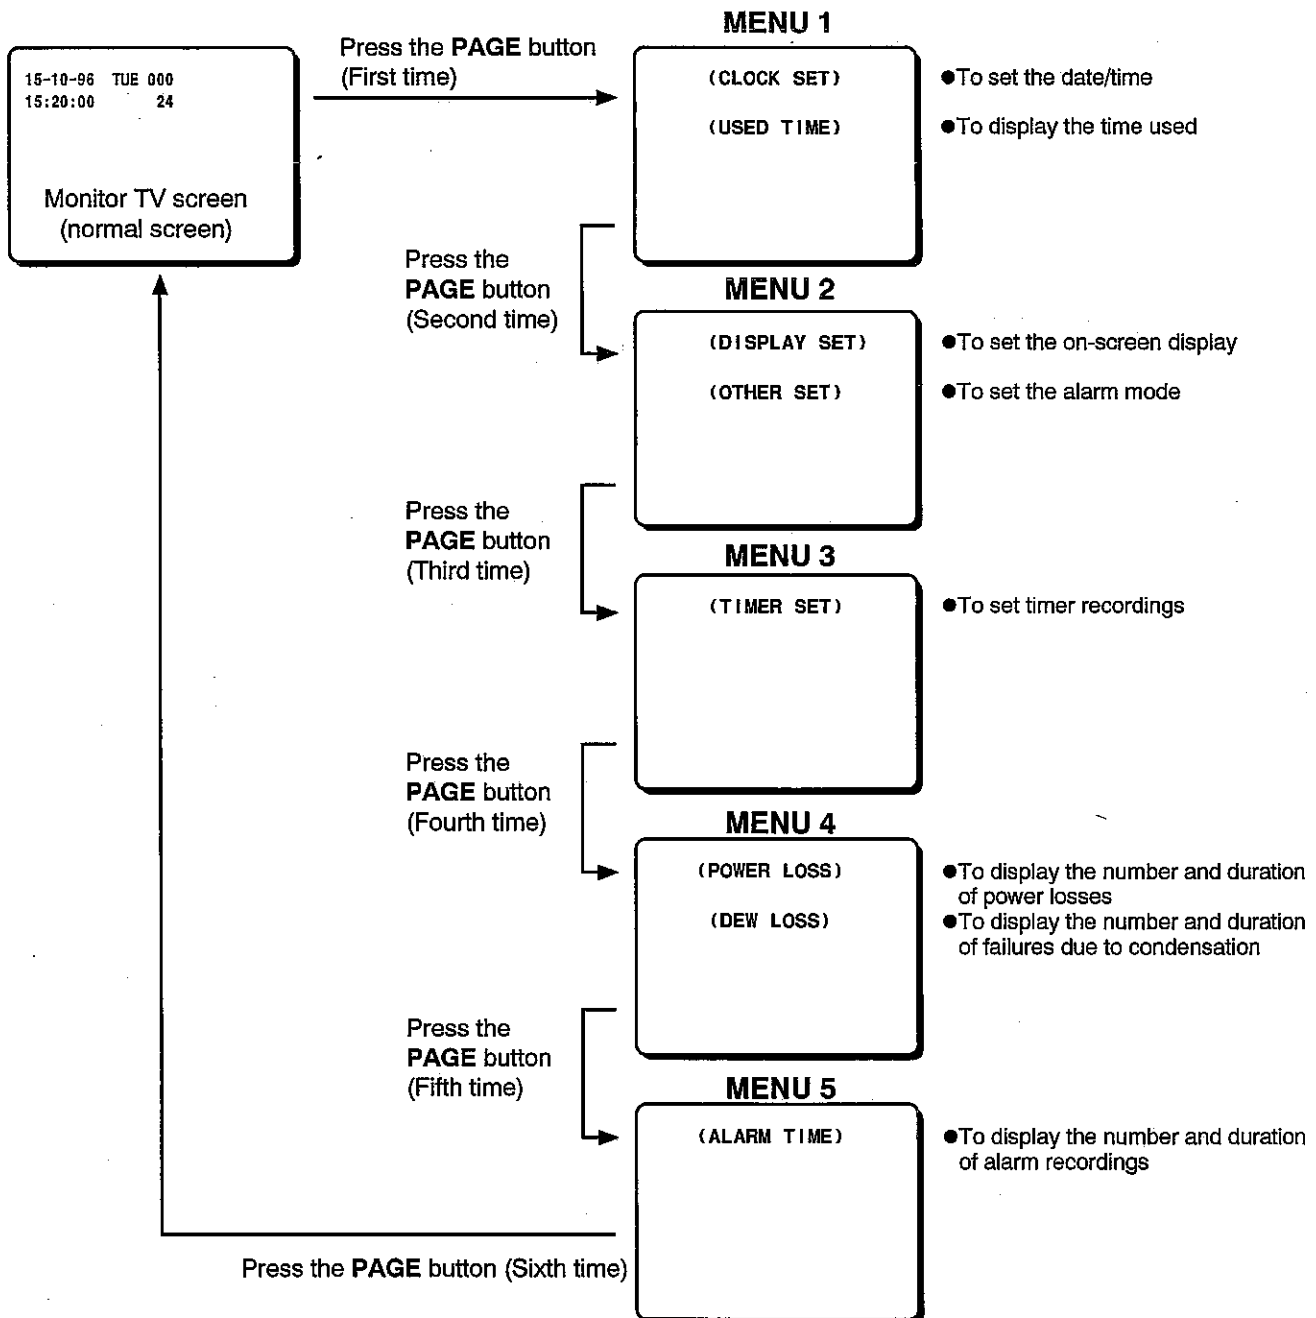 MENU 1
Press the PAGE button
(First time)
15-10-96 TUE 000
15:20:00 24
Monitor TV screen
(normal screen)
(CLOCK SET)
●To set the date/time
(USED TIME)
●To display the time used
Press the
PAGE button
(Second time)
MENU 2
(DISPLAY SET)
●To set the on-screen display
(OTHER SET)
●To set the alarm mode
Press the
PAGE button
(Third time)
MENU 3
(TIMER SET)
●To set timer recordings
Press the
PAGE button
(Fourth time)
MENU 4
(POWER LOSS)
●To display the number and duration
of power losses
(DEW LOSS)
●To display the number and duration
of failures due to condensation
Press the
PAGE button
(Fifth time)
MENU 5
(ALARM TIME)
●To display the number and duration
of alarm recordings
Press the PAGE button (Sixth time)